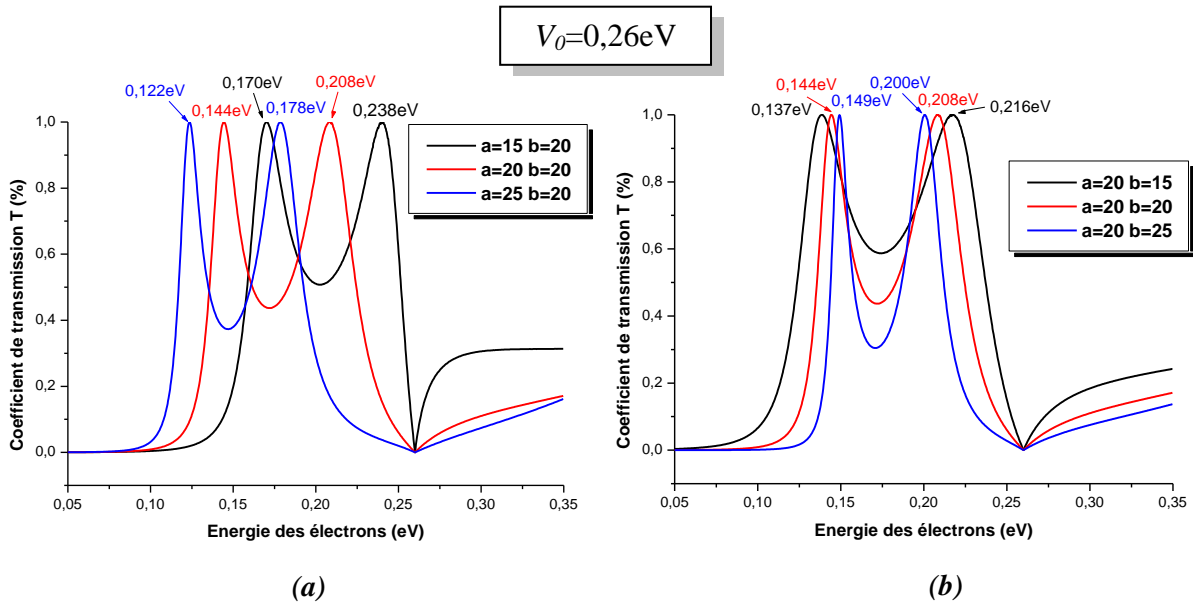 V0=0,26eV
0,122eV
0,144eV
0,170eV
0,178eV
0,208eV
0,238eV
a=15 b=20
a=20 b=20
a=25 b=20
Coefficient de transmission T (%)
1,0
0,8
0,6
0,4
0,2
0,0
0,05 0,10 0,15 0,20 0,25 0,30 0,35
Energie des électrons (eV)
(a)
0,137eV
0,144eV
0,149eV
0,200eV
0,208eV
0,216eV
a=20 b=15
a=20 b=20
a=20 b=25
Coefficient de transmission T (%)
1,0
0,8
0,6
0,4
0,2
0,0
0,05 0,10 0,15 0,20 0,25 0,30 0,35
Energie des électrons (eV)
(b)